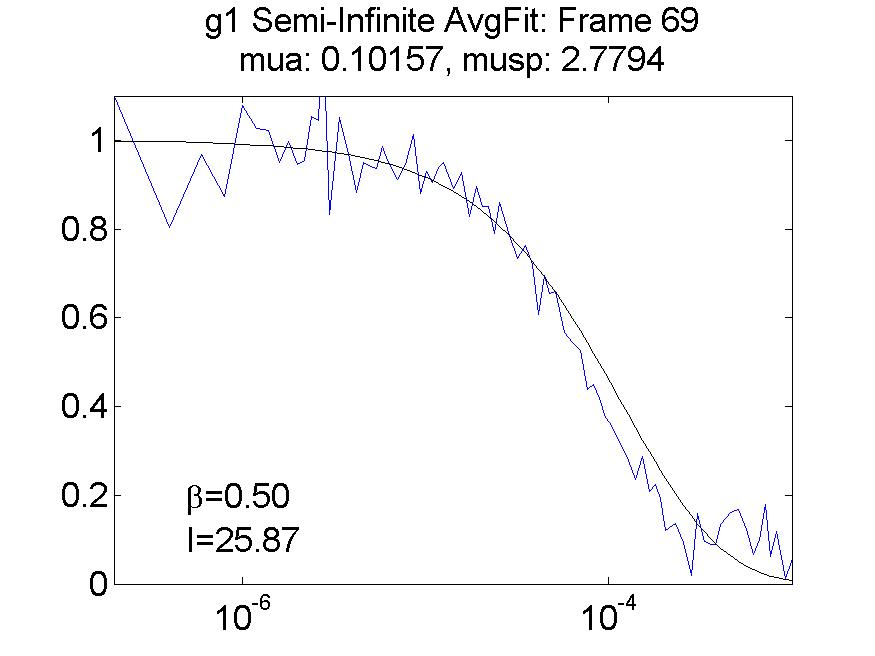 g1 Semi-Infinite AvgFit: Frame 69
mua: 0.10157, musp: 2.7794
1
0.8
0.6
0.4
0.2
0
β=0.50
I=25.87
10^-6
10^-4